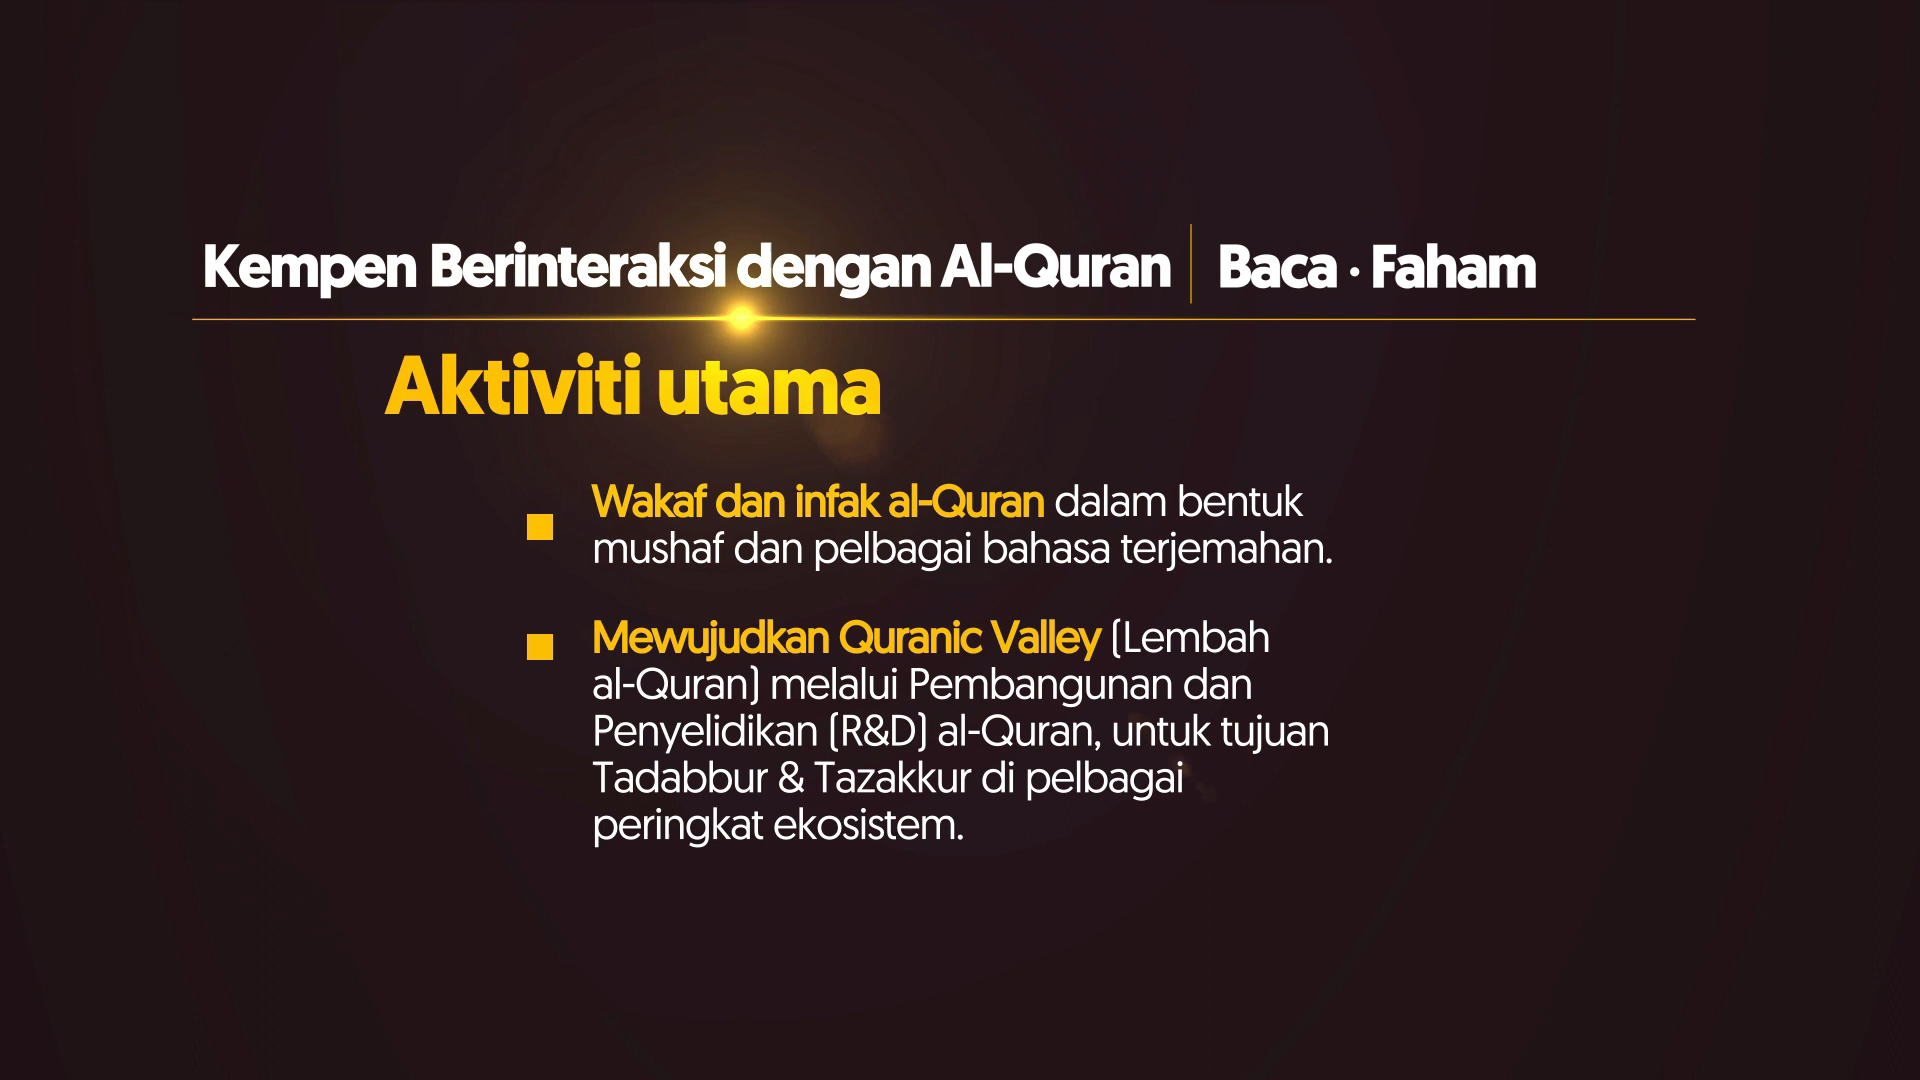 Kempen Berinteraksi dengan Al-Quran | Baca · Faham
Aktiviti utama
Wakaf dan infak al-Quran dalam bentuk
mushaf dan pelbagai bahasa terjemahan.
Mewujudkan Quranic Valley (Lembah
al-Quran) melalui Pembangunan dan
Penyelidikan (R&D) al-Quran, untuk tujuan
Tadabbur & Tazakkur di pelbagai
peringkat ekosistem.